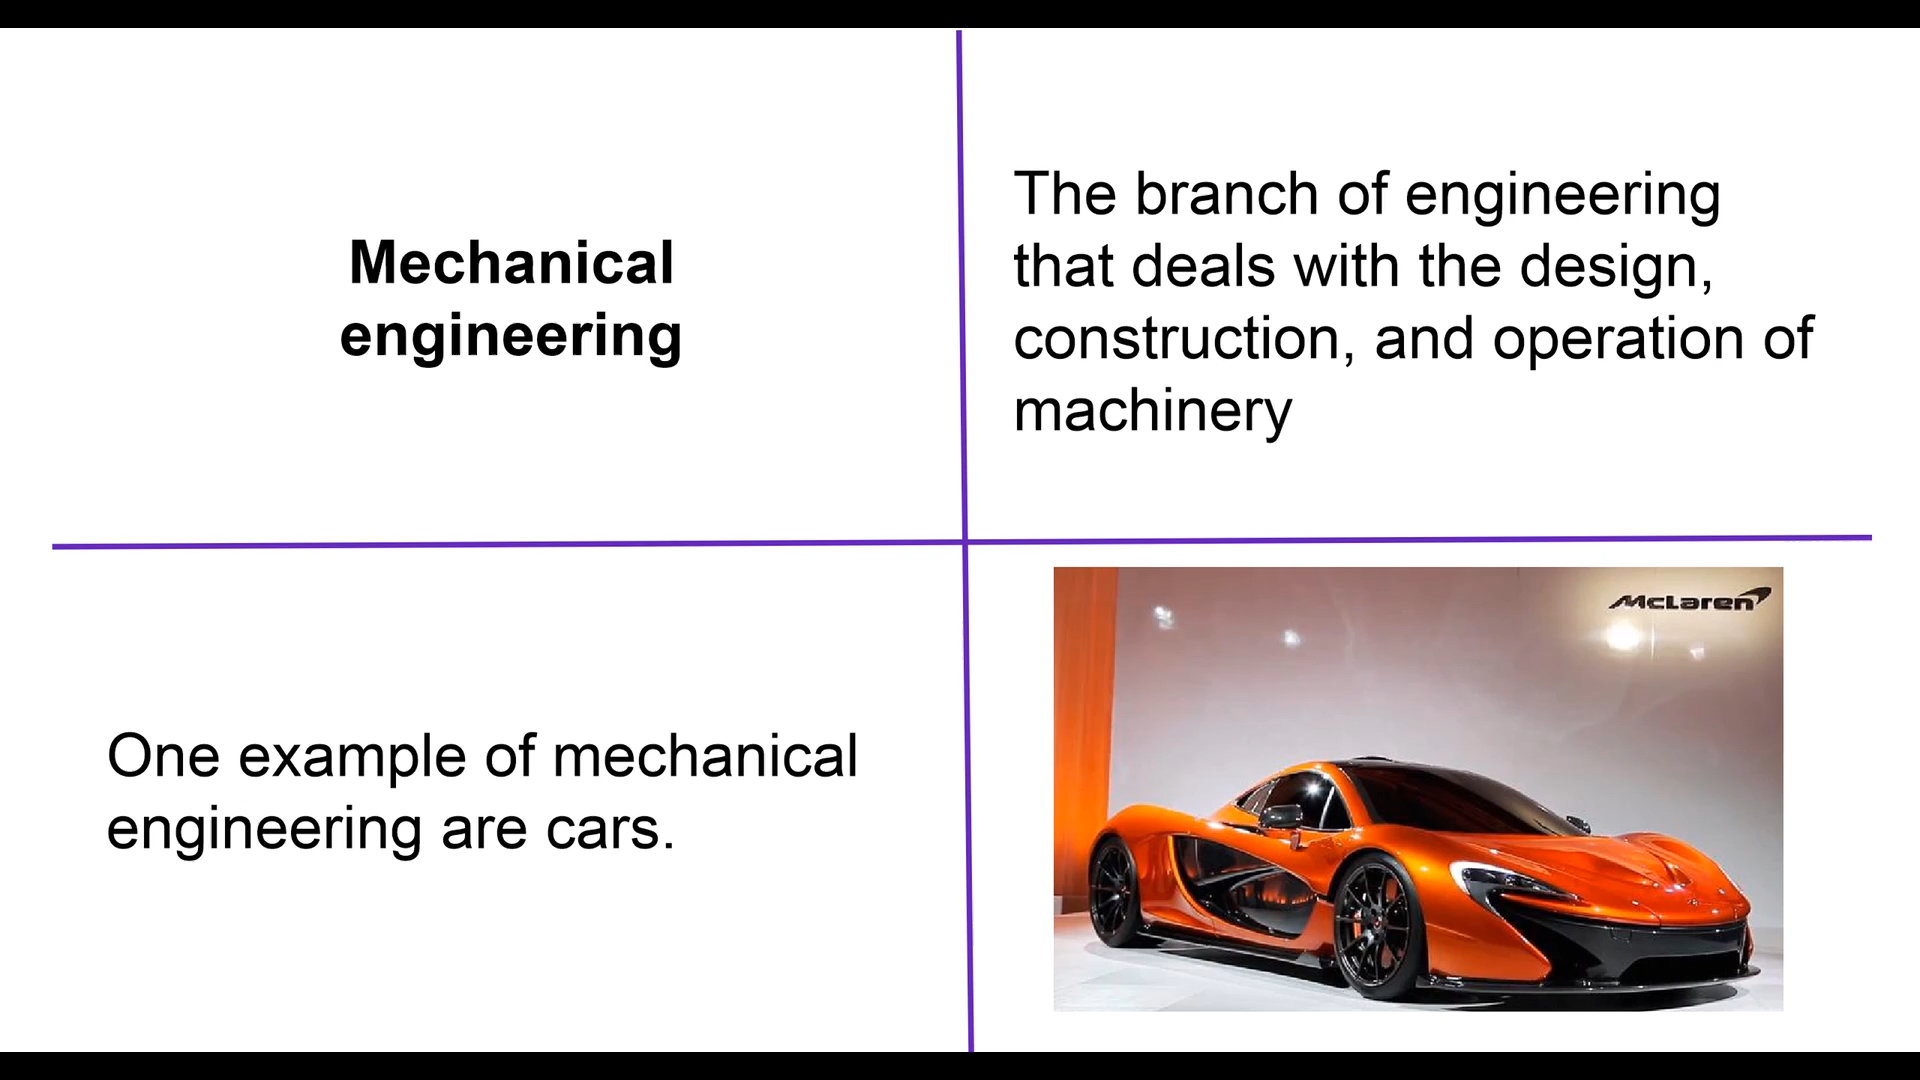 Mechanical
engineering
The branch of engineering
that deals with the design,
construction, and operation of
machinery
One example of mechanical
engineering are cars.
McLaren